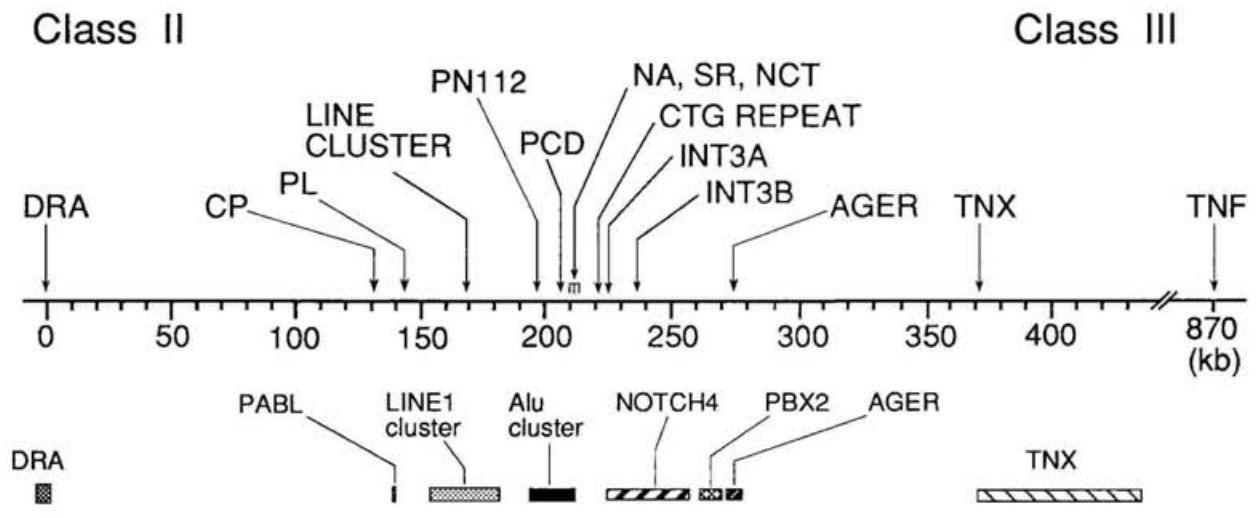 Class II
Class III
PN112
NA, SR, NCT
LINE
CLUSTER
PCD
CTG REPEAT
INT3A
PL
INT3B
DRA
CP
AGER
TNX
TNF
m
0
50
100
150
200
250
300
350
400
870
(kb)
PABL
LINE1
cluster
Alu
cluster
NOTCH4
PBX2
AGER
DRA
TNX